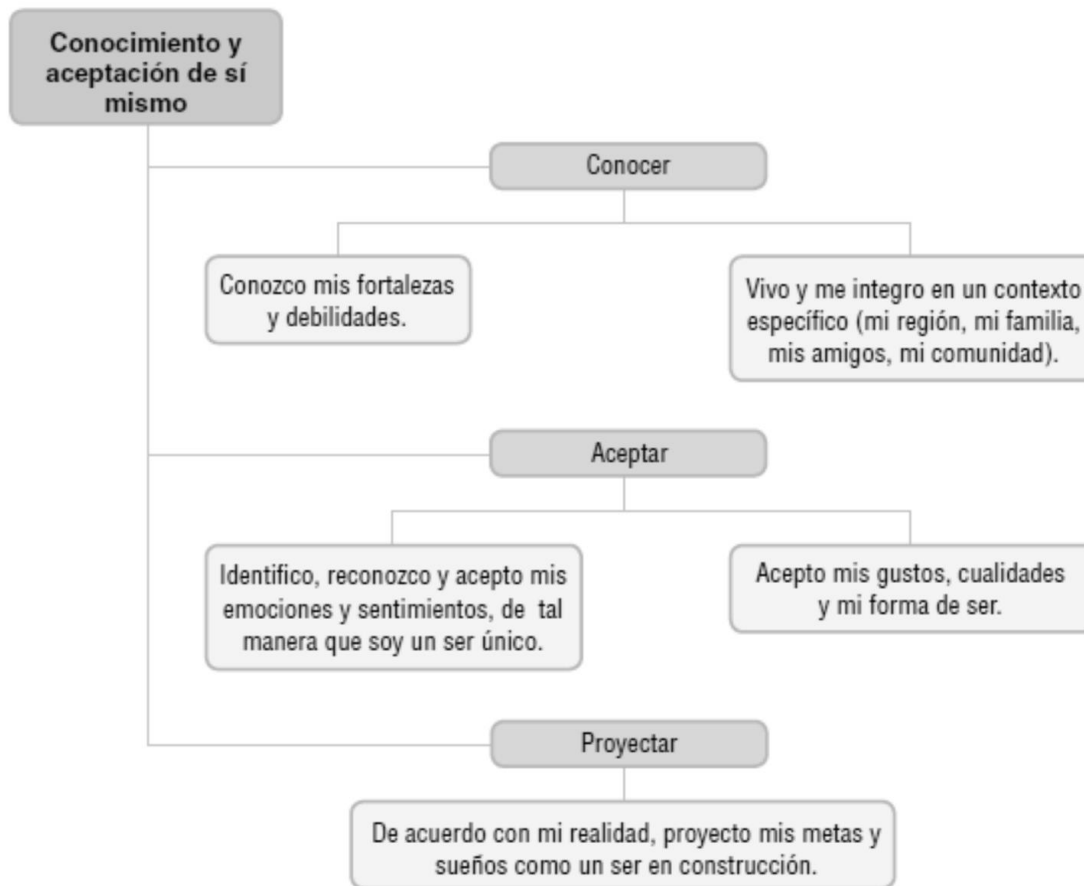 Conocimiento y
aceptación de sí
mismo
Conocer
Conozco mis fortalezas
y debilidades.
Vivo y me integro en un contexto
específico (mi región, mi familia,
mis amigos, mi comunidad).
Aceptar
Identifico, reconozco y acepto mis
emociones y sentimientos, de tal
manera que soy un ser único.
Acepto mis gustos, cualidades
y mi forma de ser.
Proyectar
De acuerdo con mi realidad, proyecto mis metas y
sueños como un ser en construcción.